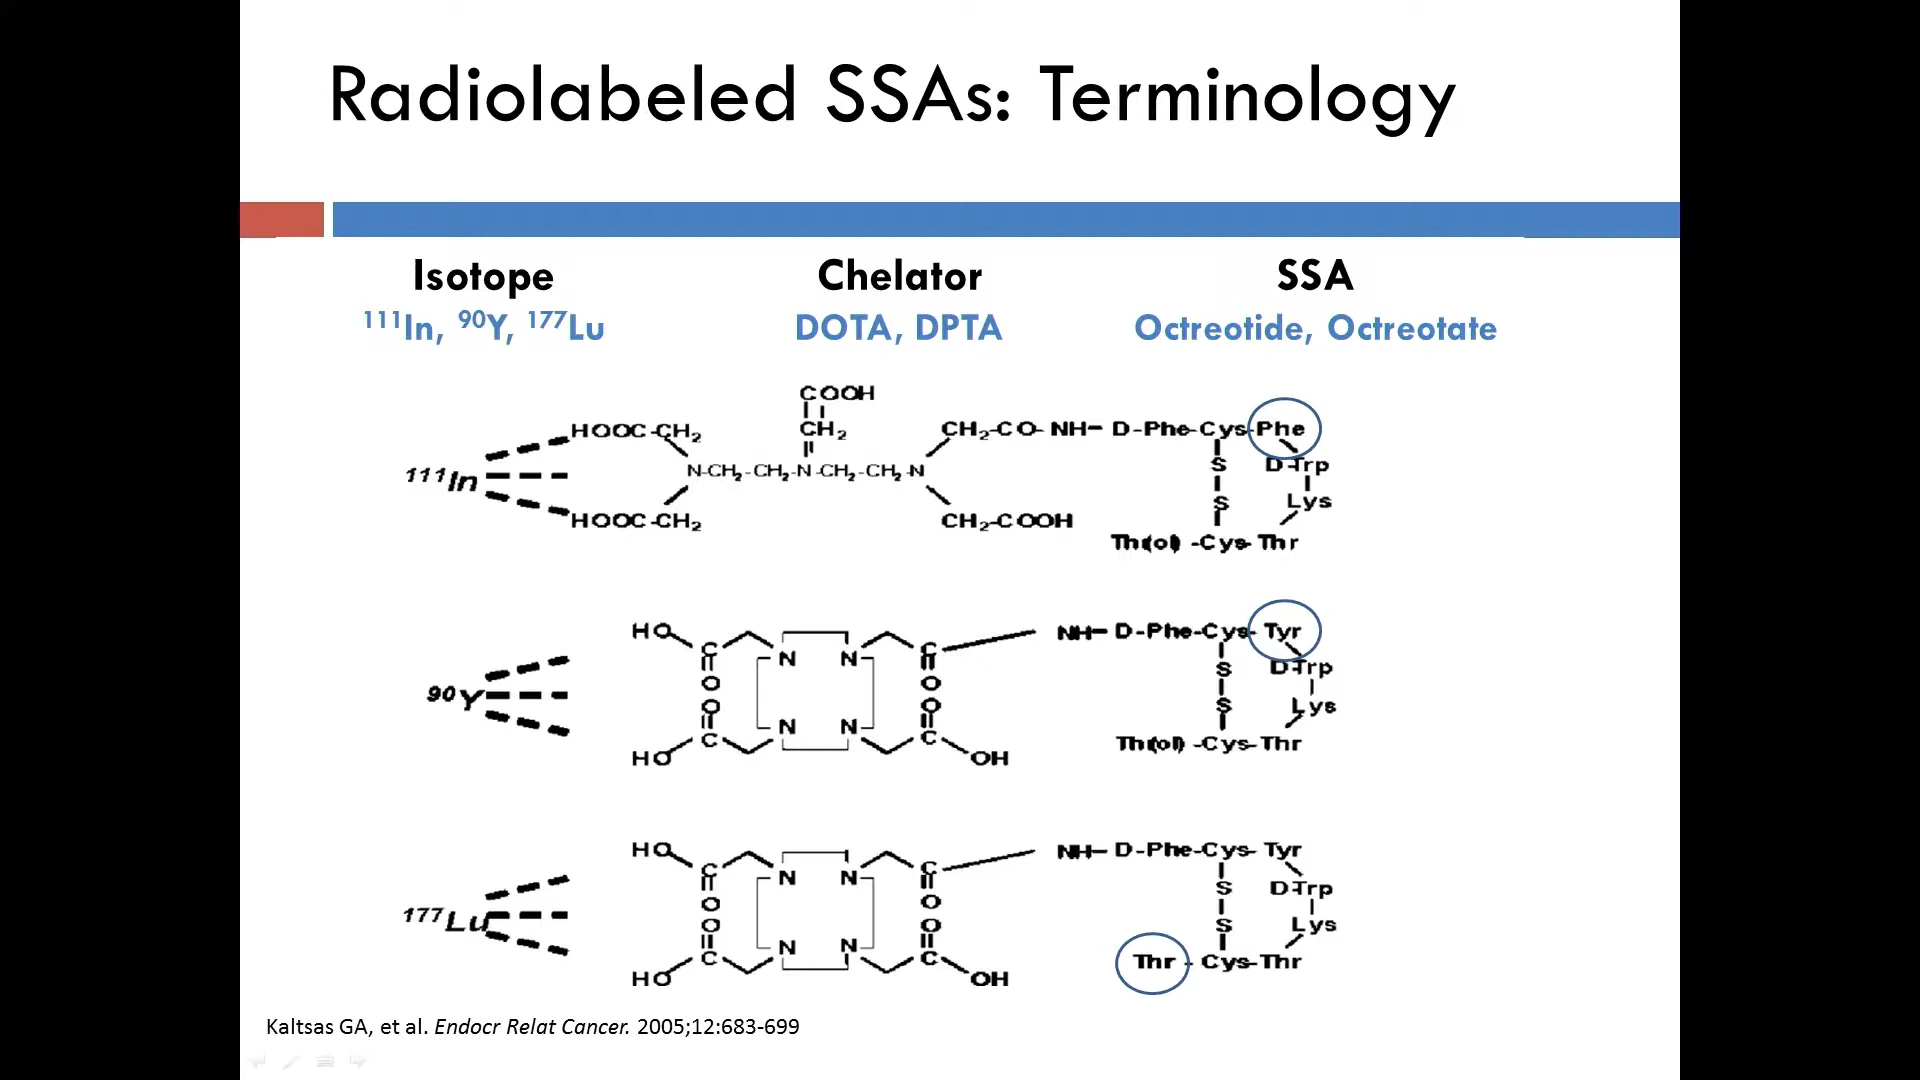 Radiolabeled SSAs: Terminology
Isotope Chelator SSA
¹¹¹In, ⁹⁰Y, ¹⁷⁷Lu DOTA, DPTA Octreotide, Octreotate
COOH
HOOC-CH₂ CH₂ CH₂-CO-NH-D-Phe-Cys-Phe
¹¹¹In N-CH₂-CH₂-N-CH₂-CH₂-N S D-Trp
S Lys
HOOC-CH₂ CH₂-COOH
Thr(ol)-Cys-Thr
HO C N N C NH-D-Phe-Cys-Tyr
O O S D-Trp
⁹⁰Y O O S Lys
C N N C Thr(ol)-Cys-Thr
HO OH
HO C N N C NH-D-Phe-Cys-Tyr
O O S D-Trp
¹⁷⁷Lu O O S Lys
C N N C Thr-Cys-Thr
HO OH
Kaltsas GA, et al. Endocr Relat Cancer. 2005;12:683-699